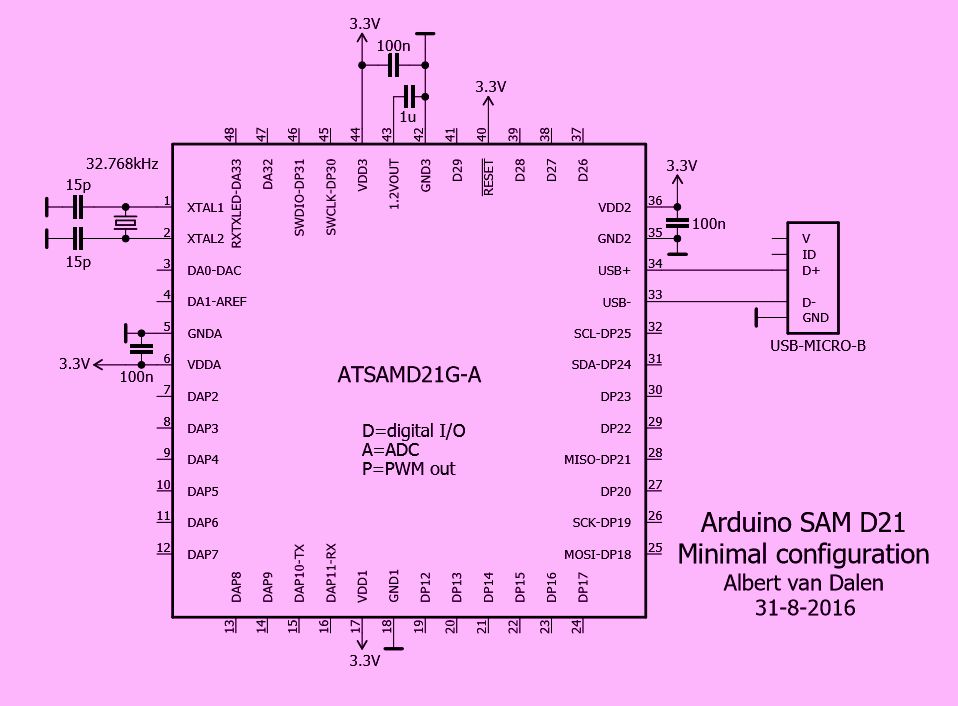 3.3V
100n
1u
3.3V
48 47 46 45 44 43 42 41 40 39 38 37
RXTXLED-DA33 DA32 SWDIO-DP31 SWCLK-DP30 VDD3 1.2VOUT GND3 D29 RESET D28 D27 D26
32.768kHz
15p
15p
1 XTAL1
2 XTAL2
3 DA0-DAC
4 DA1-AREF
5 GNDA
6 VDDA
3.3V
100n
7 DAP2
8 DAP3
9 DAP4
10 DAP5
11 DAP6
12 DAP7
ATSAMD21G-A
D=digital I/O
A=ADC
P=PWM out
3.3V
VDD2 36
100n
GND2 35
USB+ 34
USB- 33
SCL-DP25 32
SDA-DP24 31
DP23 30
DP22 29
MISO-DP21 28
DP20 27
SCK-DP19 26
MOSI-DP18 25
V
ID
D+
D-
GND
USB-MICRO-B
DAP8 DAP9 DAP10-TX DAP11-RX VDD1 GND1 DP12 DP13 DP14 DP15 DP16 DP17
13 14 15 16 17 18 19 20 21 22 23 24
3.3V
Arduino SAM D21
Minimal configuration
Albert van Dalen
31-8-2016